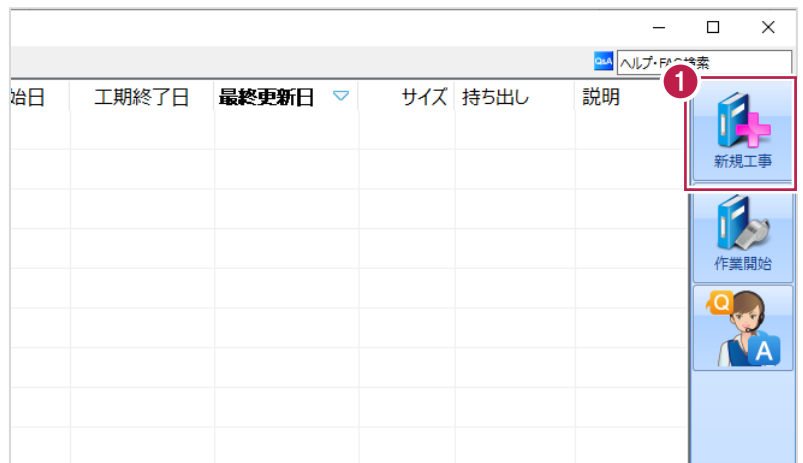 Q&A ヘルプ・FAQ検索
始日 工期終了日 最終更新日 サイズ 持ち出し 説明
1
新規工事
作業開始
Q
A